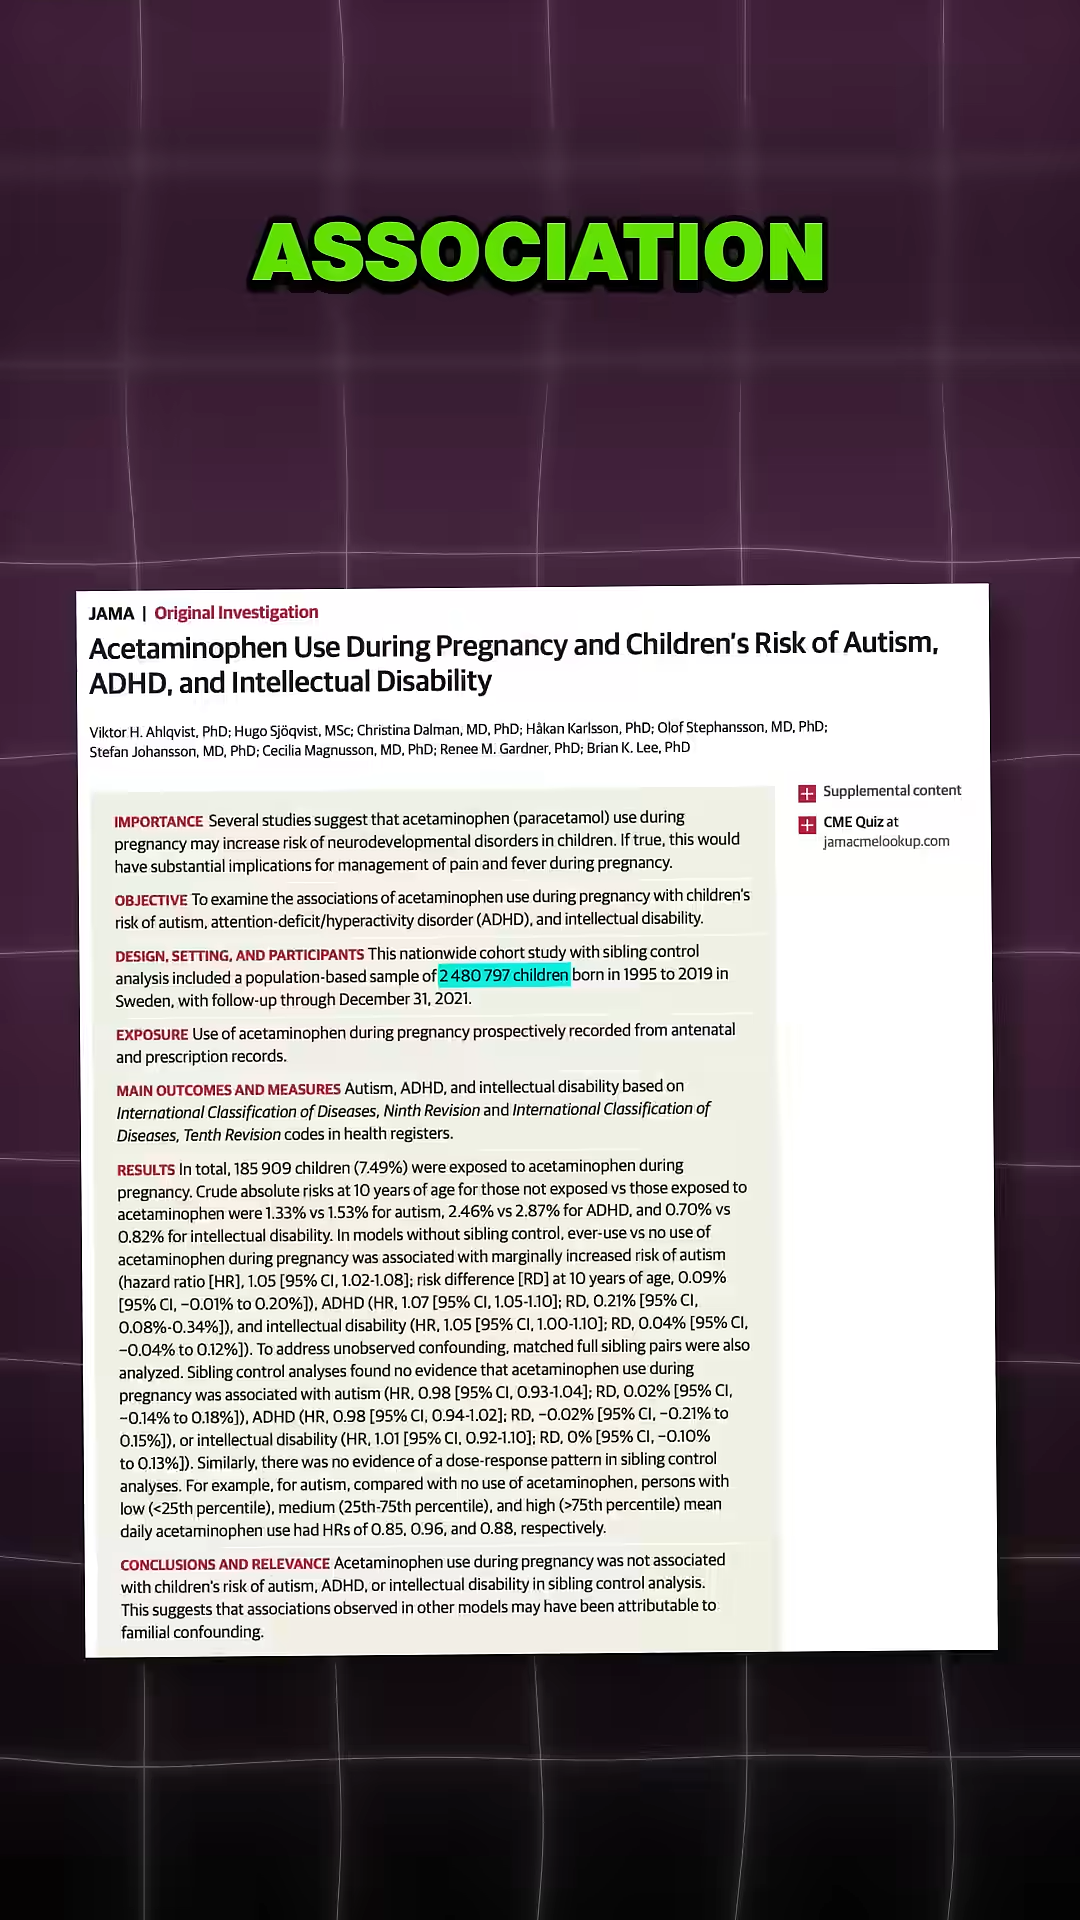 ASSOCIATION
JAMA | Original Investigation
Acetaminophen Use During Pregnancy and Children's Risk of Autism,
ADHD, and Intellectual Disability
Viktor H. Ahlqvist, PhD; Hugo Sjöqvist, MSc; Christina Dalman, MD, PhD; Håkan Karlsson, PhD; Olof Stephansson, MD, PhD;
Stefan Johansson, MD, PhD; Cecilia Magnusson, MD, PhD; Renee M. Gardner, PhD; Brian K. Lee, PhD
Supplemental content
CME Quiz at
jamacmelookup.com
IMPORTANCE Several studies suggest that acetaminophen (paracetamol) use during
pregnancy may increase risk of neurodevelopmental disorders in children. If true, this would
have substantial implications for management of pain and fever during pregnancy.
OBJECTIVE To examine the associations of acetaminophen use during pregnancy with children's
risk of autism, attention-deficit/hyperactivity disorder (ADHD), and intellectual disability.
DESIGN, SETTING, AND PARTICIPANTS This nationwide cohort study with sibling control
analysis included a population-based sample of 2 480 797 children born in 1995 to 2019 in
Sweden, with follow-up through December 31, 2021.
EXPOSURE Use of acetaminophen during pregnancy prospectively recorded from antenatal
and prescription records.
MAIN OUTCOMES AND MEASURES Autism, ADHD, and intellectual disability based on
International Classification of Diseases, Ninth Revision and International Classification of
Diseases, Tenth Revision codes in health registers.
RESULTS In total, 185 909 children (7.49%) were exposed to acetaminophen during
pregnancy. Crude absolute risks at 10 years of age for those not exposed vs those exposed to
acetaminophen were 1.33% vs 1.53% for autism, 2.46% vs 2.87% for ADHD, and 0.70% vs
0.82% for intellectual disability. In models without sibling control, ever-use vs no use of
acetaminophen during pregnancy was associated with marginally increased risk of autism
(hazard ratio [HR], 1.05 [95% CI, 1.02-1.08]; risk difference [RD] at 10 years of age, 0.09%
[95% CI, −0.01% to 0.20%]), ADHD (HR, 1.07 [95% CI, 1.05-1.10]; RD, 0.21% [95% CI,
0.08%-0.34%]), and intellectual disability (HR, 1.05 [95% CI, 1.00-1.10]; RD, 0.04% [95% CI,
−0.04% to 0.12%]). To address unobserved confounding, matched full sibling pairs were also
analyzed. Sibling control analyses found no evidence that acetaminophen use during
pregnancy was associated with autism (HR, 0.98 [95% CI, 0.93-1.04]; RD, 0.02% [95% CI,
−0.14% to 0.18%]), ADHD (HR, 0.98 [95% CI, 0.94-1.02]; RD, −0.02% [95% CI, −0.21% to
0.15%]), or intellectual disability (HR, 1.01 [95% CI, 0.92-1.10]; RD, 0% [95% CI, −0.10%
to 0.13%]). Similarly, there was no evidence of a dose-response pattern in sibling control
analyses. For example, for autism, compared with no use of acetaminophen, persons with
low (<25th percentile), medium (25th-75th percentile), and high (>75th percentile) mean
daily acetaminophen use had HRs of 0.85, 0.96, and 0.88, respectively.
CONCLUSIONS AND RELEVANCE Acetaminophen use during pregnancy was not associated
with children's risk of autism, ADHD, or intellectual disability in sibling control analysis.
This suggests that associations observed in other models may have been attributable to
familial confounding.